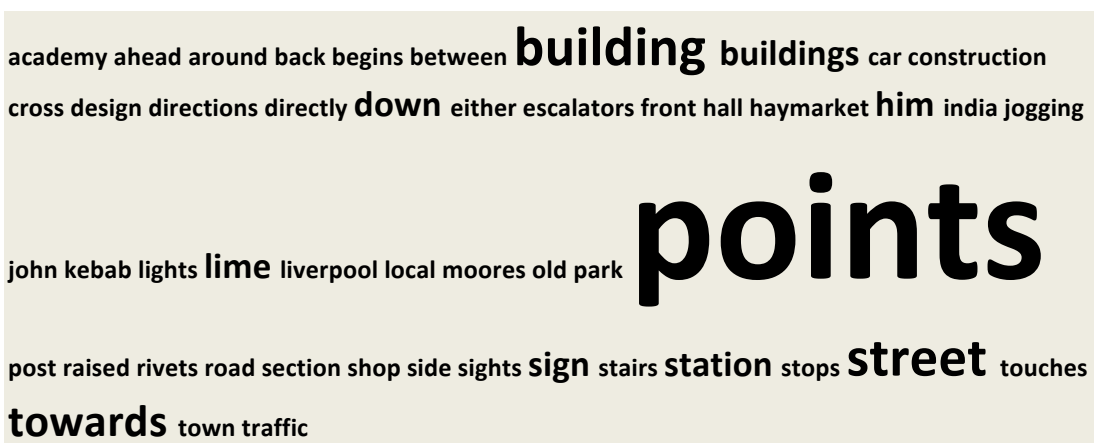 academy ahead around back begins between building buildings car construction
cross design directions directly down either escalators front hall haymarket him india jogging
john kebab lights lime liverpool local moores old park points
post raised rivets road section shop side sights sign stairs station stops street touches
towards town traffic